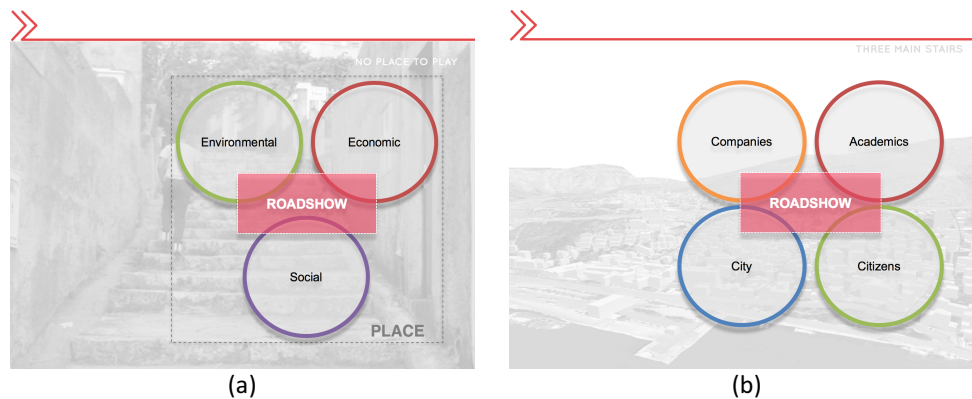 NO PLACE TO PLAY
Environmental
Economic
ROADSHOW
Social
PLACE
(a)
THREE MAIN STAIRS
Companies
Academics
ROADSHOW
City
Citizens
(b)